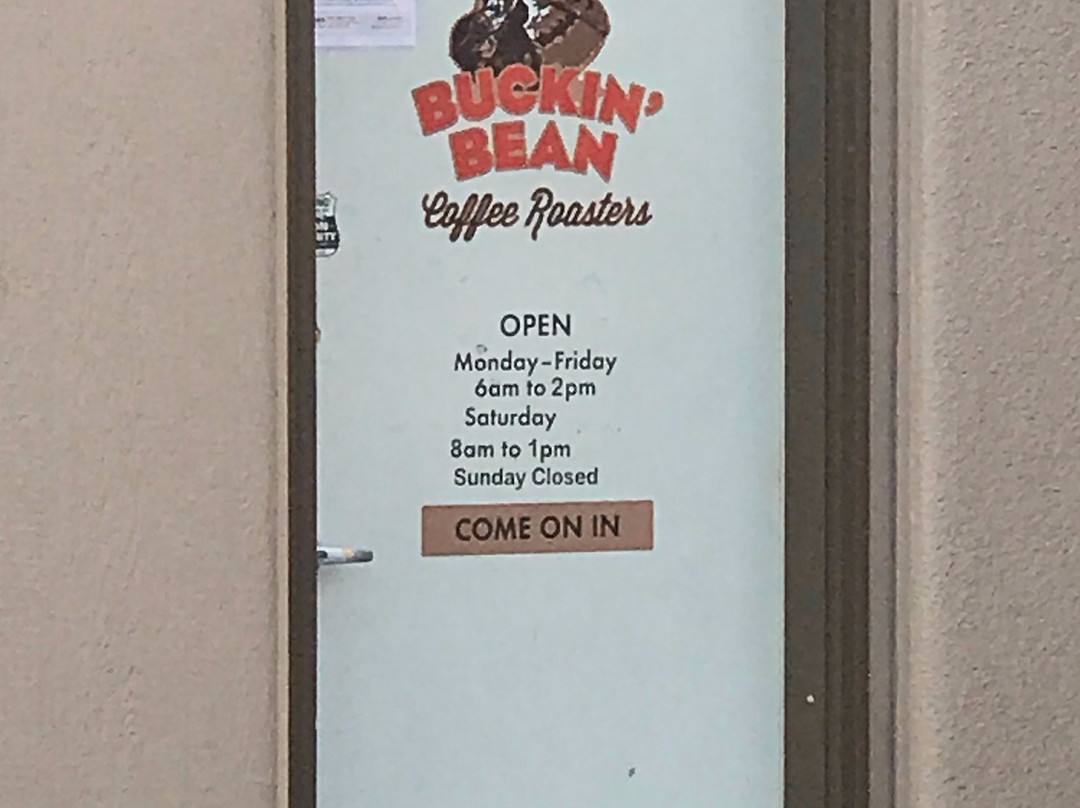 BUCKIN'
BEAN
Coffee Roasters
OPEN
Monday-Friday
6am to 2pm
Saturday
8am to 1pm
Sunday Closed
COME ON IN